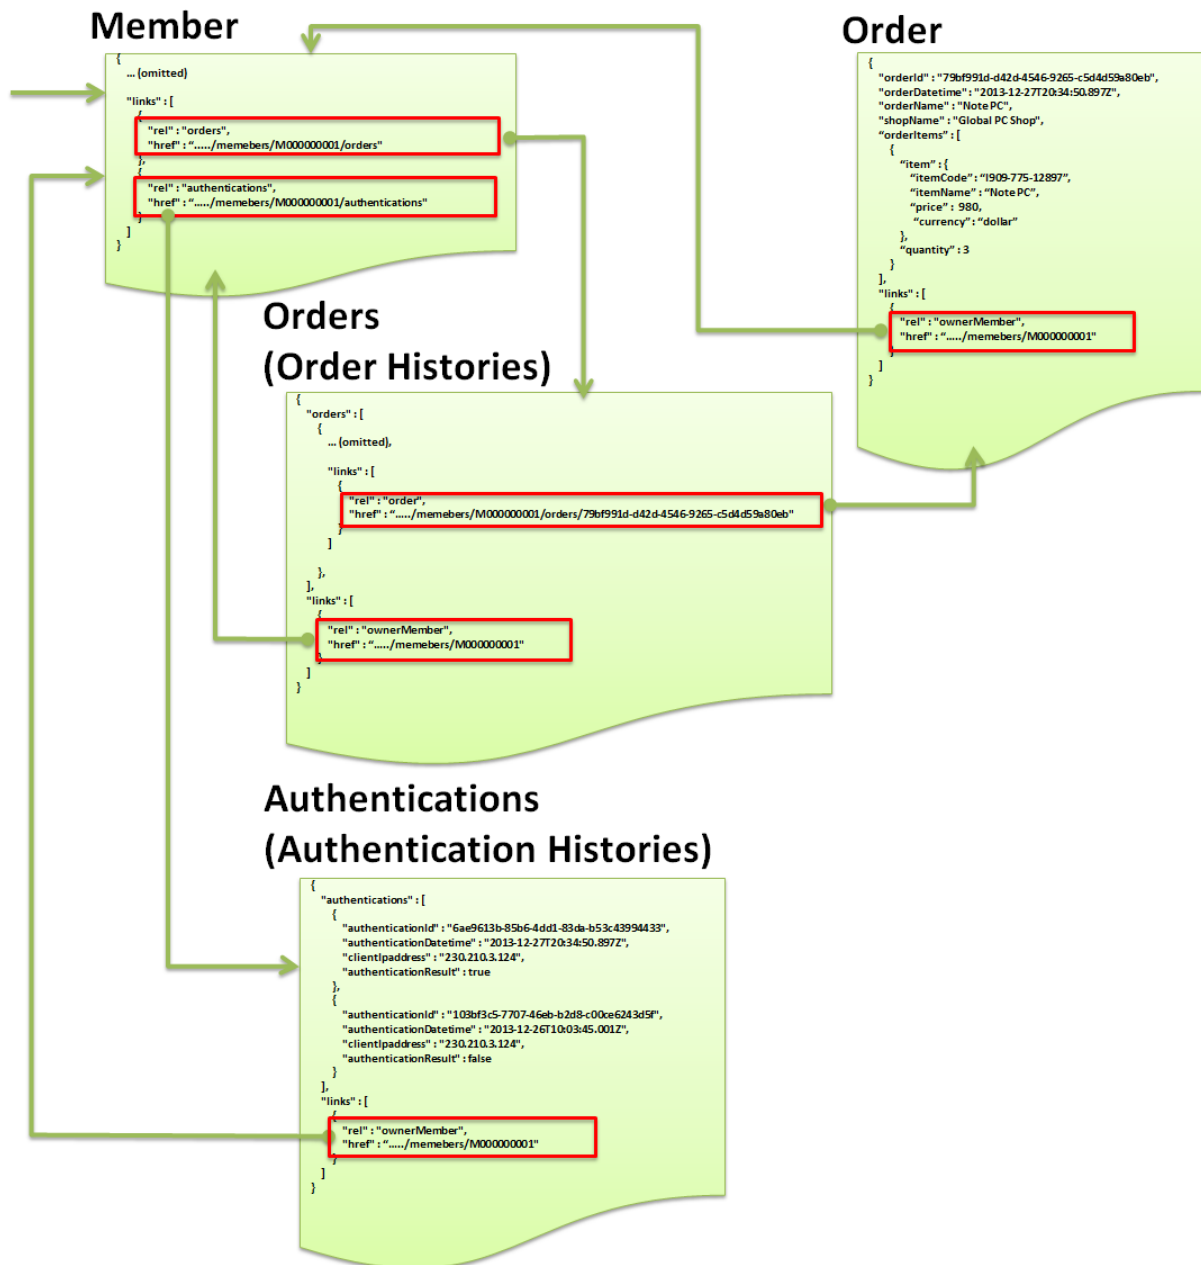 Member
{
... (omitted)
"links" : [
{
"rel" : "orders",
"href" : “...../memebers/M000000001/orders"
},
{
"rel" : "authentications",
"href" : “...../memebers/M000000001/authentications"
}
]
}
Order
{
"orderId" : "79bf991d-d42d-4546-9265-c5d4d59a80eb",
"orderDatetime" : "2013-12-27T20:34:50.897Z",
"orderName" : "Note PC",
"shopName" : "Global PC Shop",
“orderItems" : [
{
“item” : {
“itemCode” : “I909-775-12897”,
“itemName” : “Note PC”,
“price” : 980,
“currency” : “dollar”
},
“quantity” : 3
}
],
"links" : [
{
"rel" : "ownerMember",
"href" : “...../memebers/M000000001"
}
]
}
Orders
(Order Histories)
{
"orders" : [
{
... (omitted),
"links" : [
{
"rel" : "order",
"href" : “...../memebers/M000000001/orders/79bf991d-d42d-4546-9265-c5d4d59a80eb"
}
]
},
],
"links" : [
{
"rel" : "ownerMember",
"href" : “...../memebers/M000000001"
}
]
}
Authentications
(Authentication Histories)
{
"authentications" : [
{
"authenticationId" : "6ae9613b-85b6-4dd1-83da-b53c43994433",
"authenticationDatetime" : "2013-12-27T20:34:50.897Z",
"clientIpaddress" : "230.210.3.124",
"authenticationResult" : true
},
{
"authenticationId" : "103bf3c5-7707-46eb-b2d8-c00ce6243d5f",
"authenticationDatetime" : "2013-12-26T10:03:45.001Z",
"clientIpaddress" : "230.210.3.124",
"authenticationResult" : false
}
],
"links" : [
{
"rel" : "ownerMember",
"href" : “...../memebers/M000000001"
}
]
}